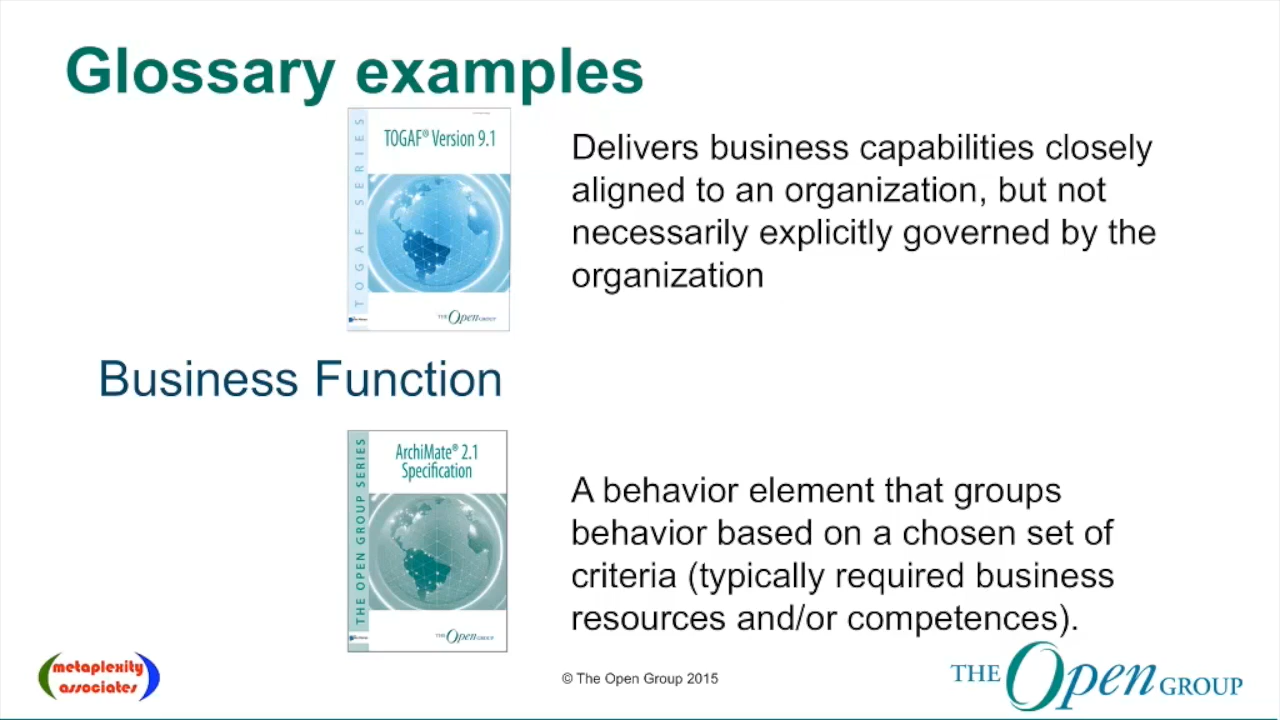 Glossary examples
TOGAF SERIES
TOGAF® Version 9.1
THE Open GROUP
Delivers business capabilities closely
aligned to an organization, but not
necessarily explicitly governed by the
organization
Business Function
THE OPEN GROUP SERIES
ArchiMate® 2.1
Specification
THE Open GROUP
A behavior element that groups
behavior based on a chosen set of
criteria (typically required business
resources and/or competences).
metaplexity
associates
© The Open Group 2015
THE Open GROUP